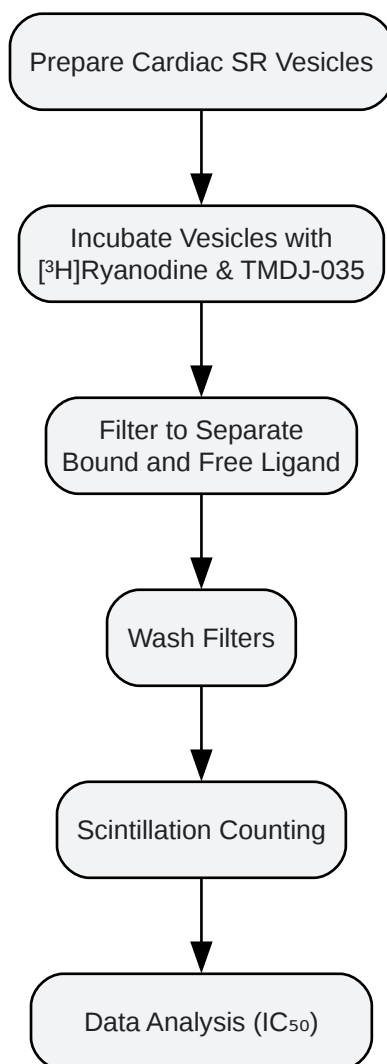 Prepare Cardiac SR Vesicles
Incubate Vesicles with
[³H]Ryanodine & TMDJ-035
Filter to Separate
Bound and Free Ligand
Wash Filters
Scintillation Counting
Data Analysis (IC₅₀)